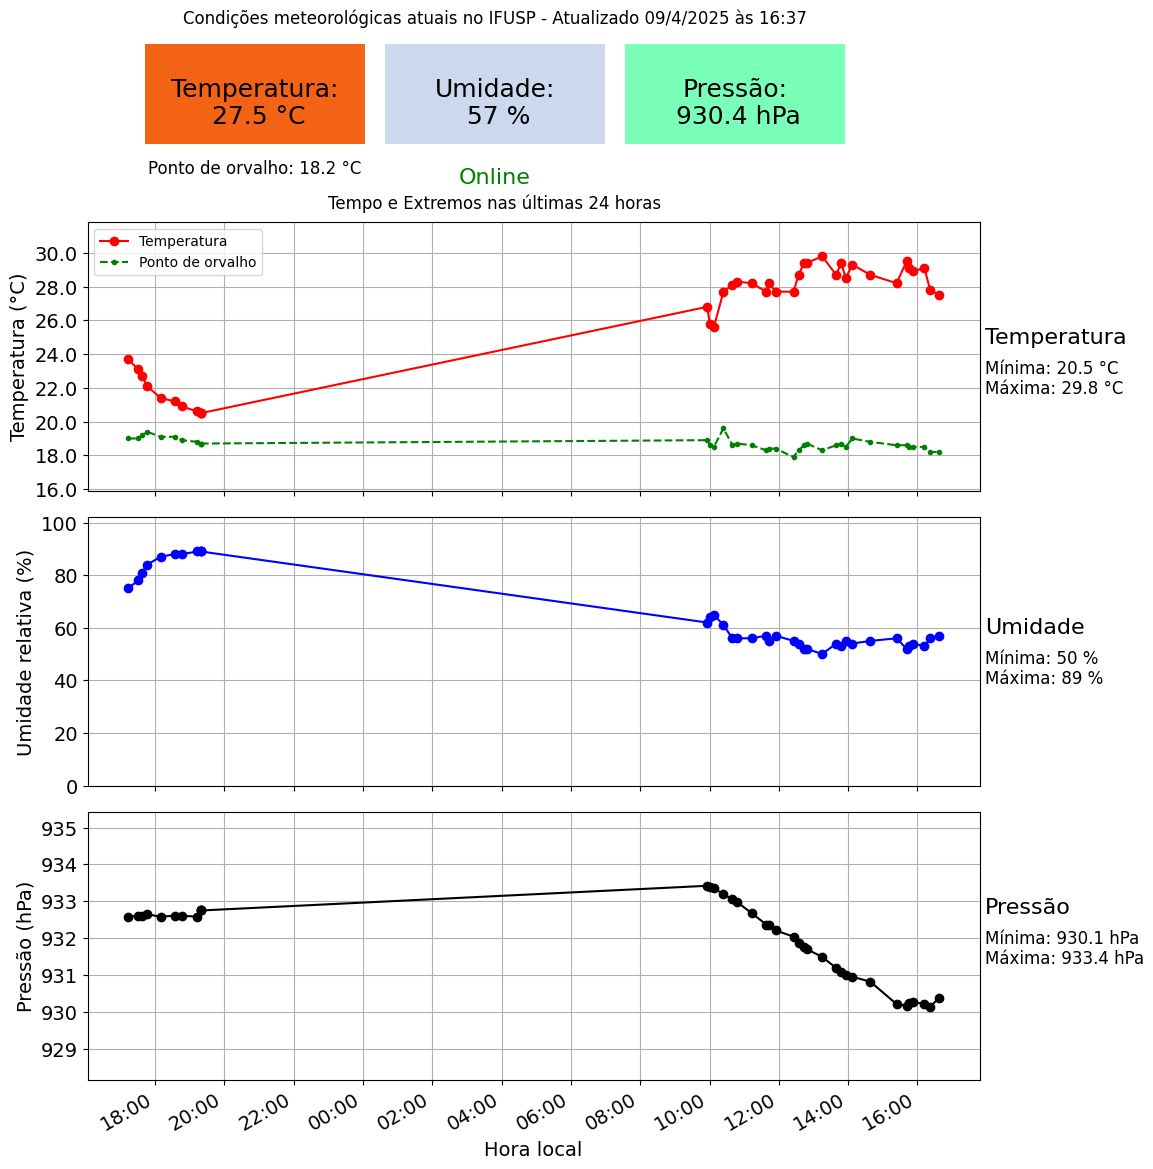 Condições meteorológicas atuais no IFUSP - Atualizado 09/4/2025 às 16:37
Temperatura:
27.5 °C
Umidade:
57 %
Pressão:
930.4 hPa
Ponto de orvalho: 18.2 °C
Online
Tempo e Extremos nas últimas 24 horas
Temperatura
Ponto de orvalho
Temperatura (°C)
30.0
28.0
26.0
24.0
22.0
20.0
18.0
16.0
Temperatura
Mínima: 20.5 °C
Máxima: 29.8 °C
Umidade relativa (%)
100
80
60
40
20
0
Umidade
Mínima: 50 %
Máxima: 89 %
Pressão (hPa)
935
934
933
932
931
930
929
Pressão
Mínima: 930.1 hPa
Máxima: 933.4 hPa
18:00 20:00 22:00 00:00 02:00 04:00 06:00 08:00 10:00 12:00 14:00 16:00
Hora local